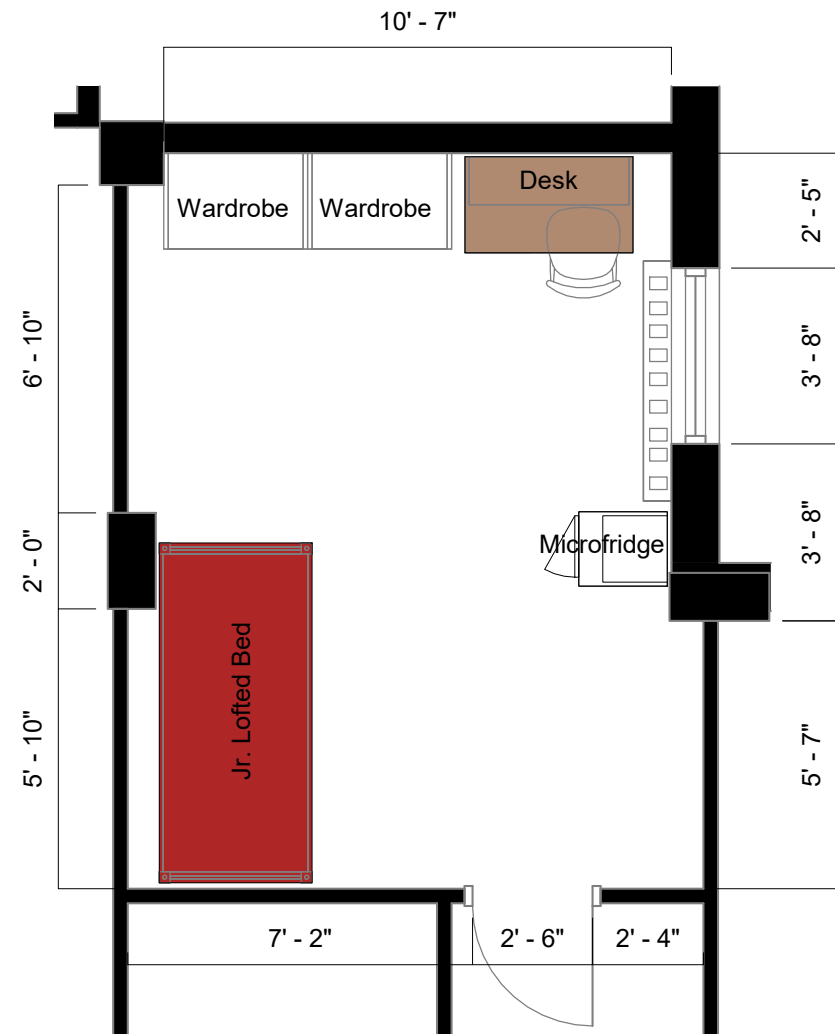 10' - 7"
Wardrobe
Wardrobe
Desk
2' - 5"
6' - 10"
3' - 8"
2' - 0"
Microfridge
3' - 8"
Jr. Lofted Bed
5' - 10"
5' - 7"
7' - 2"
2' - 6"
2' - 4"